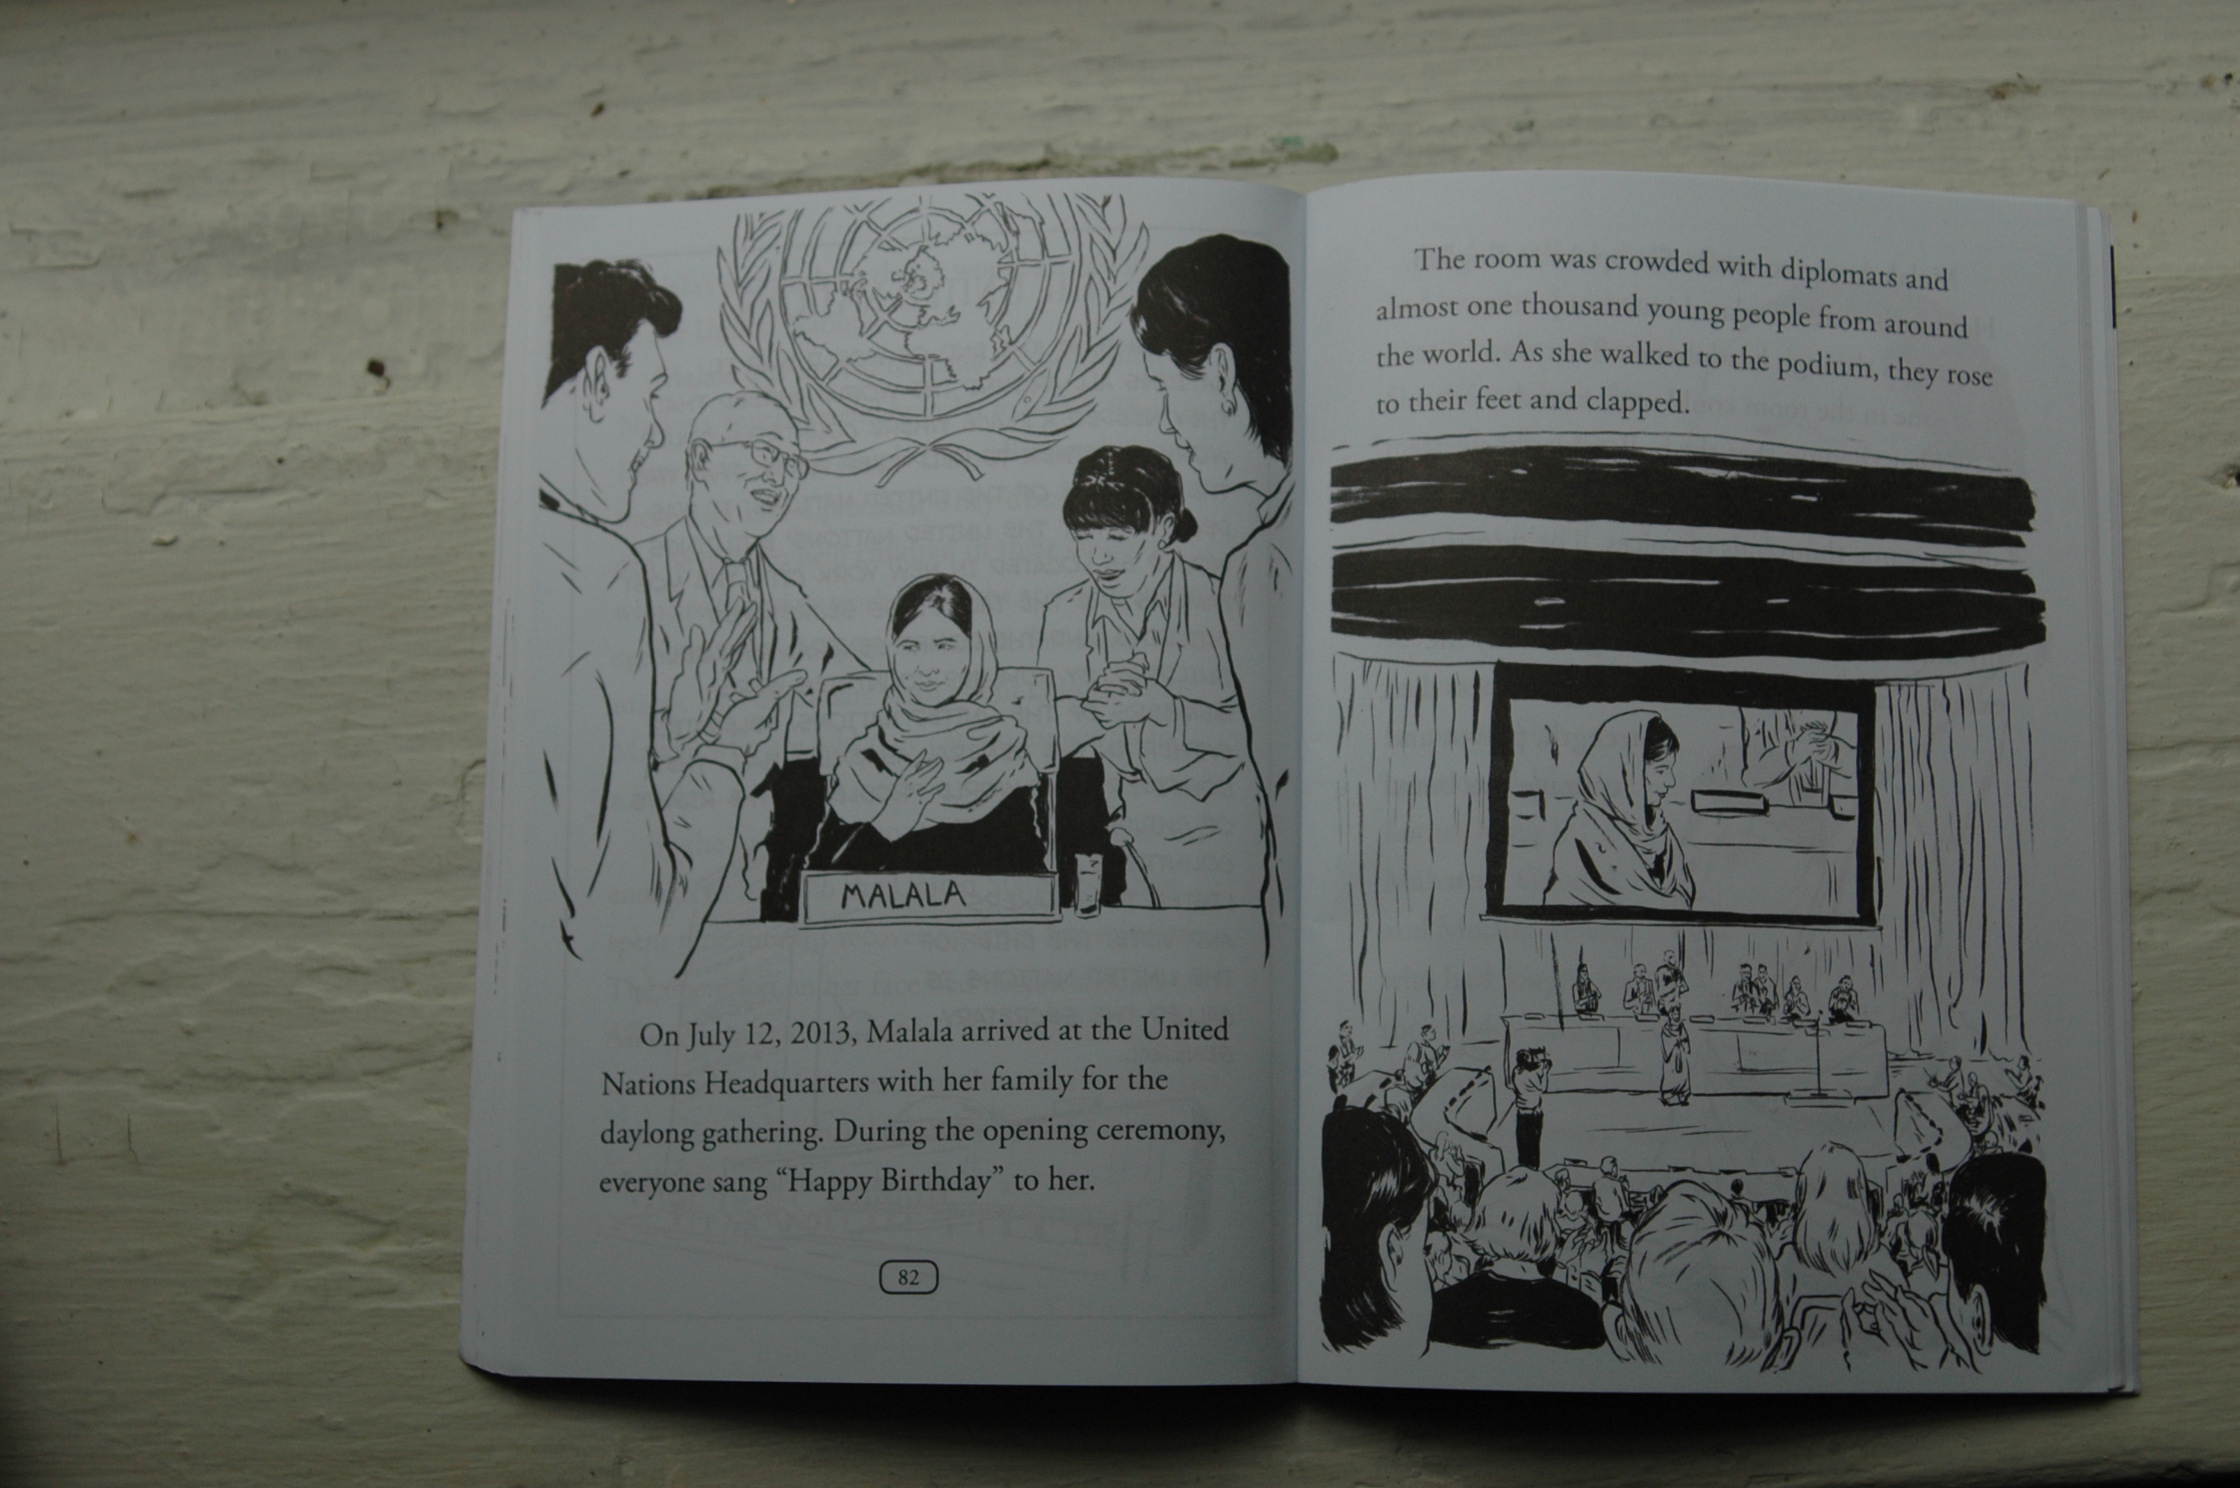 MALALA
On July 12, 2013, Malala arrived at the United
Nations Headquarters with her family for the
daylong gathering. During the opening ceremony,
everyone sang “Happy Birthday” to her.
82
The room was crowded with diplomats and
almost one thousand young people from around
the world. As she walked to the podium, they rose
to their feet and clapped.